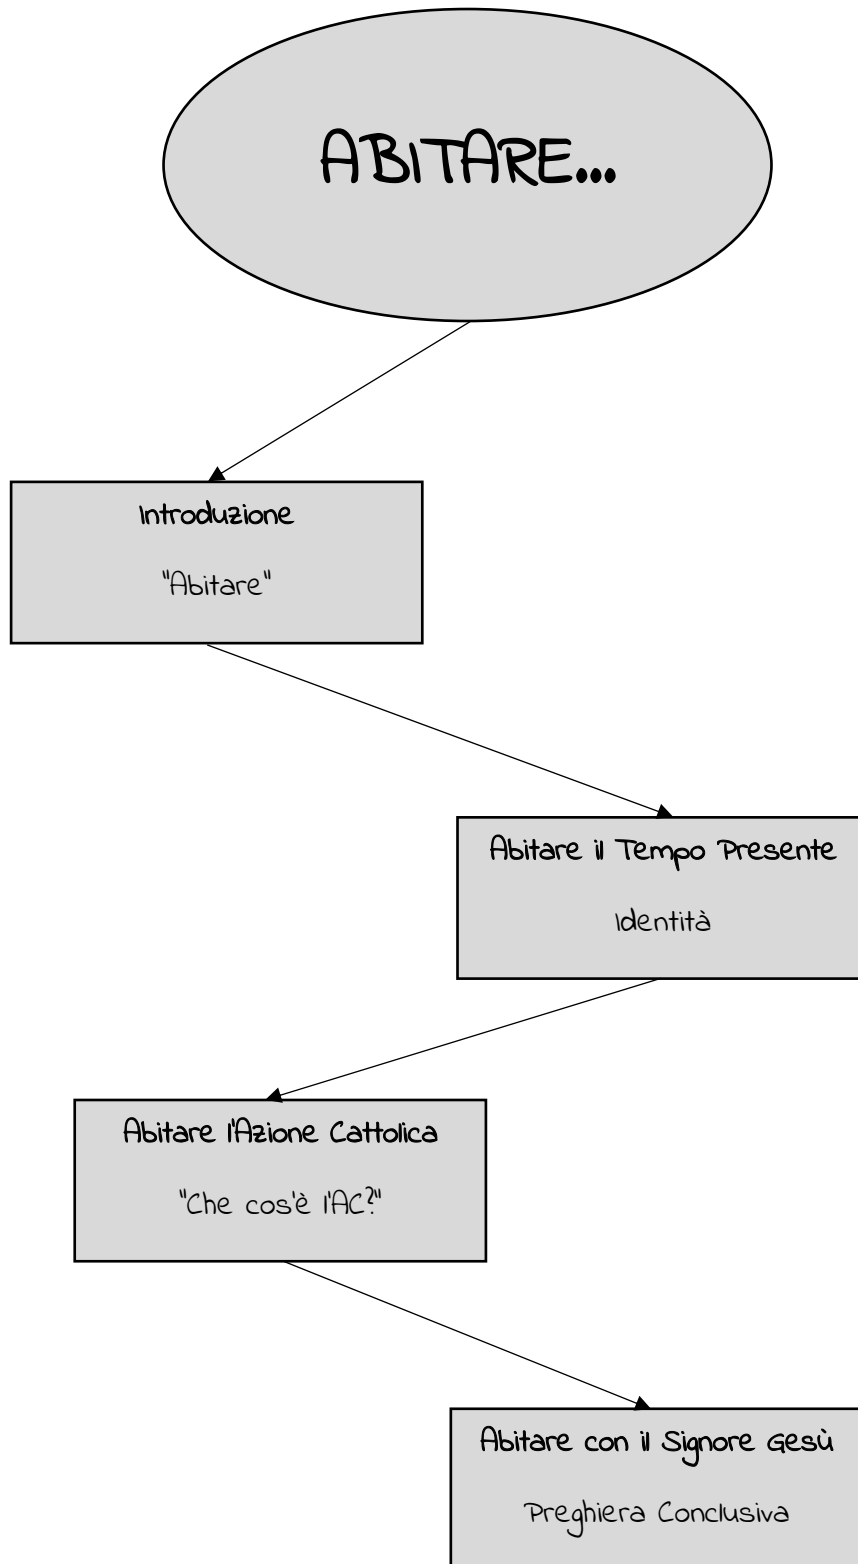 ABITARE...
Introduzione
"Abitare"
Abitare il Tempo Presente
Identità
Abitare l'Azione Cattolica
"Che cos'è l'AC?"
Abitare con il Signore Gesù
Preghiera Conclusiva